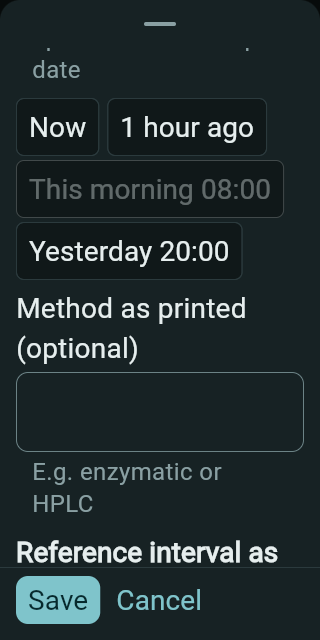 date
Now
1 hour ago
This morning 08:00
Yesterday 20:00
Method as printed
(optional)
E.g. enzymatic or
HPLC
Reference interval as
Save
Cancel